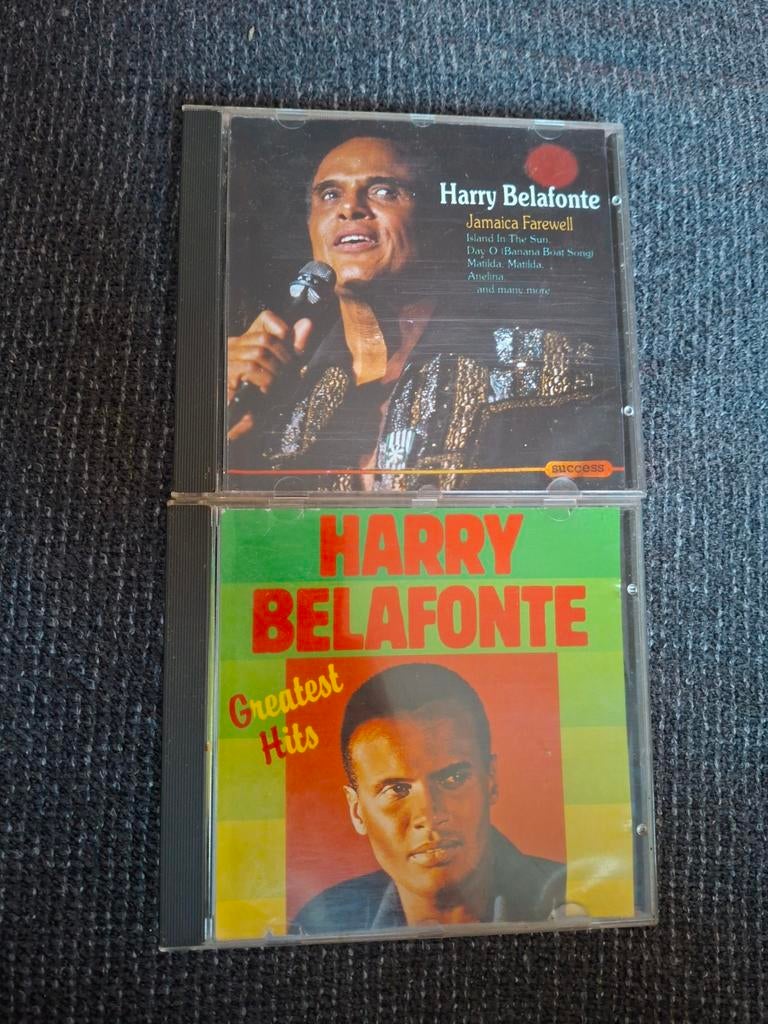 Harry Belafonte
Jamaica Farewell
Island In The Sun.
Day O (Banana Boat Song)
Matilda, Matilda.
Anelina
and many more
success
HARRY
BELAFONTE
Greatest
Hits